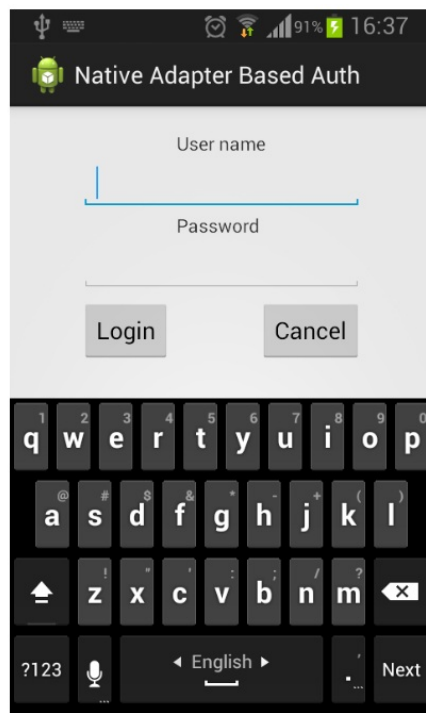 91% 16:37
Native Adapter Based Auth
User name
Password
Login Cancel
1 2 3 4 5 6 7 8 9 0
q w e r t y u i o p
@ # $ & * - + ( )
a s d f g h j k l
! " ' : ; / ?
z x c v b n m
?123 ... English . ' ... Next